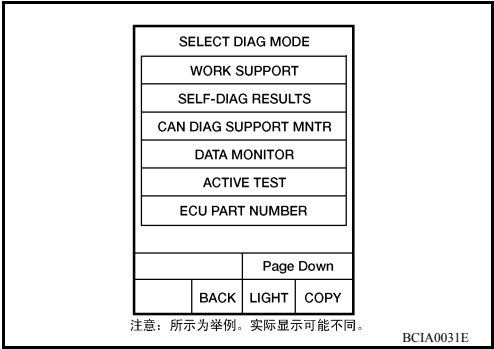 SELECT DIAG MODE
WORK SUPPORT
SELF-DIAG RESULTS
CAN DIAG SUPPORT MNTR
DATA MONITOR
ACTIVE TEST
ECU PART NUMBER
Page Down
BACK LIGHT COPY
注意：所示为举例。实际显示可能不同。
BCIA0031E